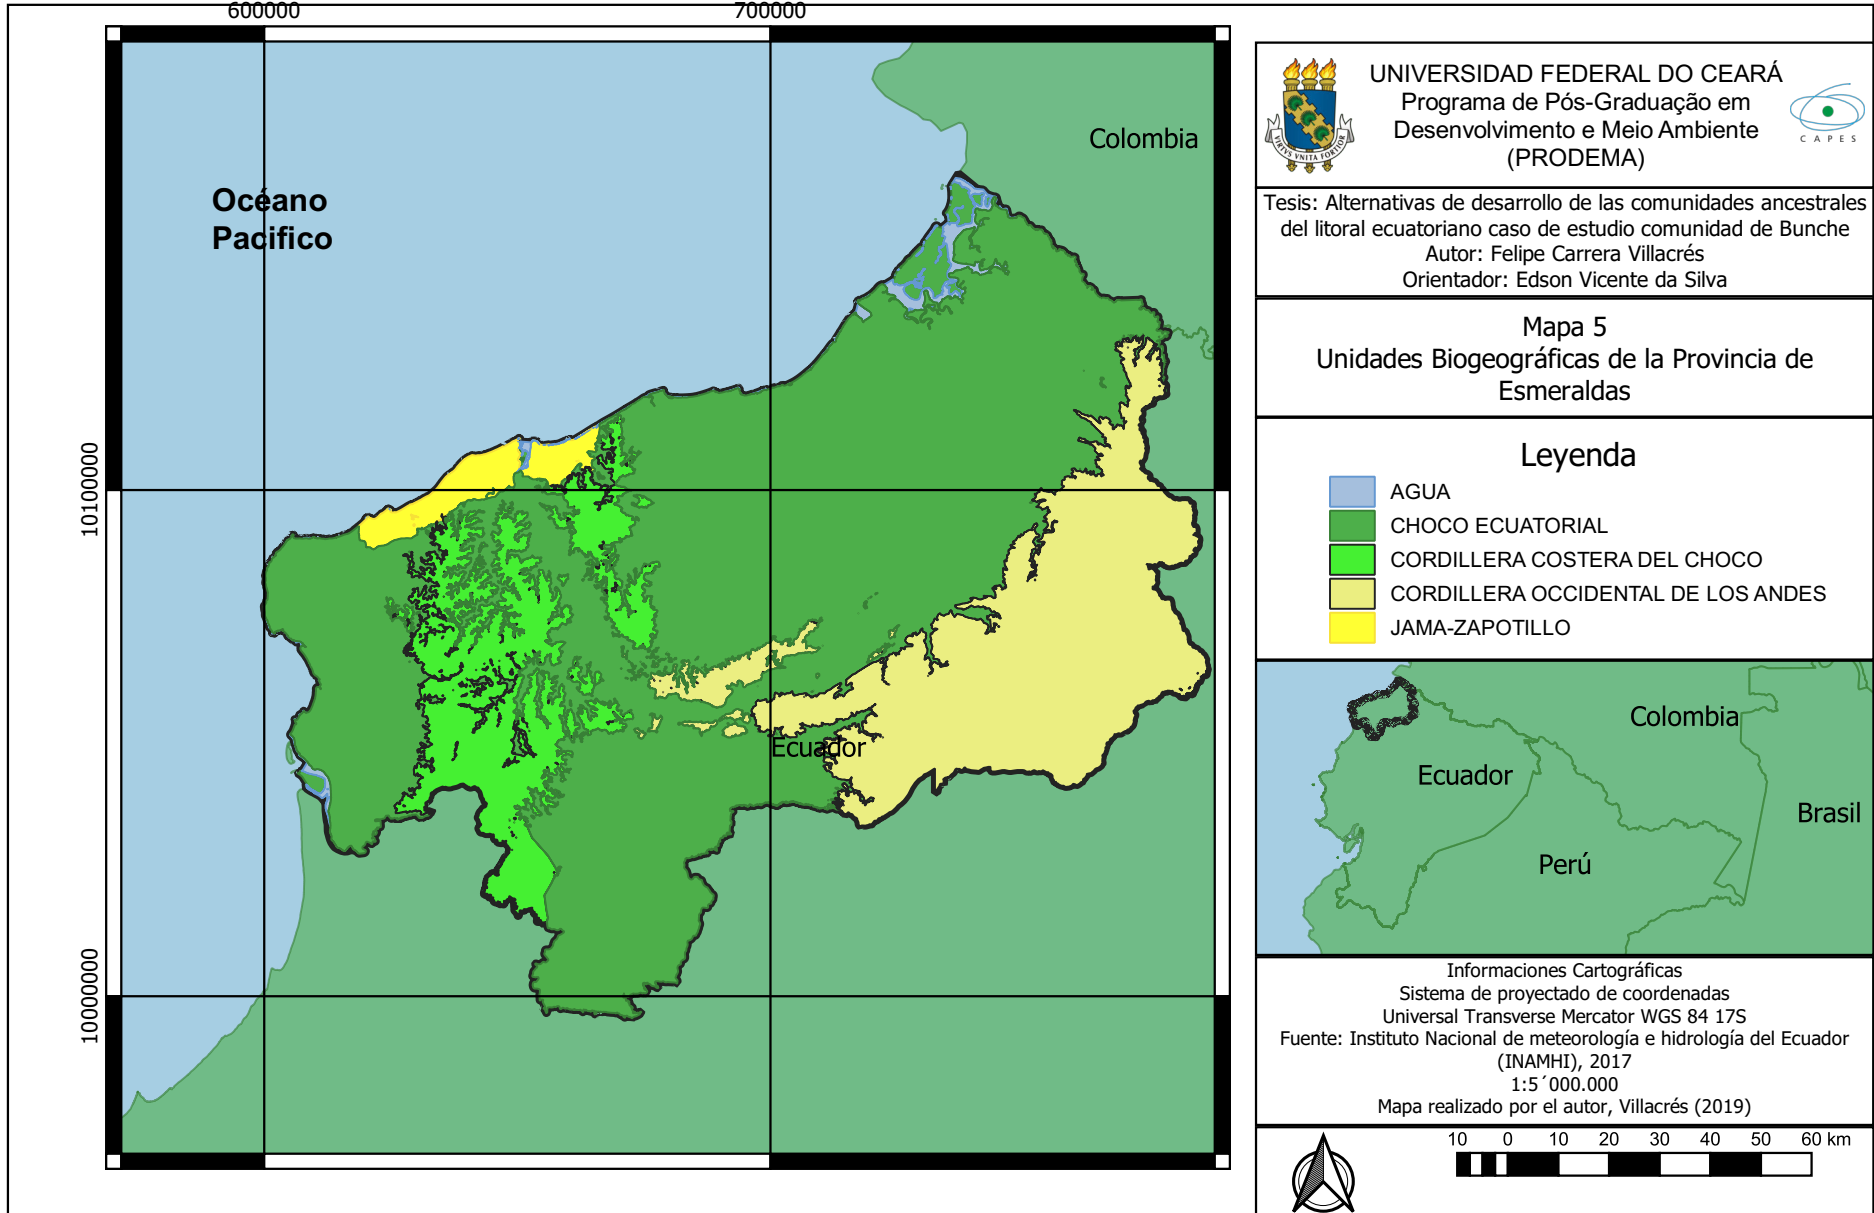 600000
700000
10100000
10000000
Océano
Pacifico
Colombia
Ecuador
UNIVERSIDAD FEDERAL DO CEARÁ
Programa de Pós-Graduação em
Desenvolvimento e Meio Ambiente
(PRODEMA)
VIRTVS VNITA FORTIOR
CAPES
Tesis: Alternativas de desarrollo de las comunidades ancestrales
del litoral ecuatoriano caso de estudio comunidad de Bunche
Autor: Felipe Carrera Villacrés
Orientador: Edson Vicente da Silva
Mapa 5
Unidades Biogeográficas de la Provincia de
Esmeraldas
Leyenda
AGUA
CHOCO ECUATORIAL
CORDILLERA COSTERA DEL CHOCO
CORDILLERA OCCIDENTAL DE LOS ANDES
JAMA-ZAPOTILLO
Colombia
Ecuador
Brasil
Perú
Informaciones Cartográficas
Sistema de proyectado de coordenadas
Universal Transverse Mercator WGS 84 17S
Fuente: Instituto Nacional de meteorología e hidrología del Ecuador
(INAMHI), 2017
1:5´000.000
Mapa realizado por el autor, Villacrés (2019)
10 0 10 20 30 40 50 60 km